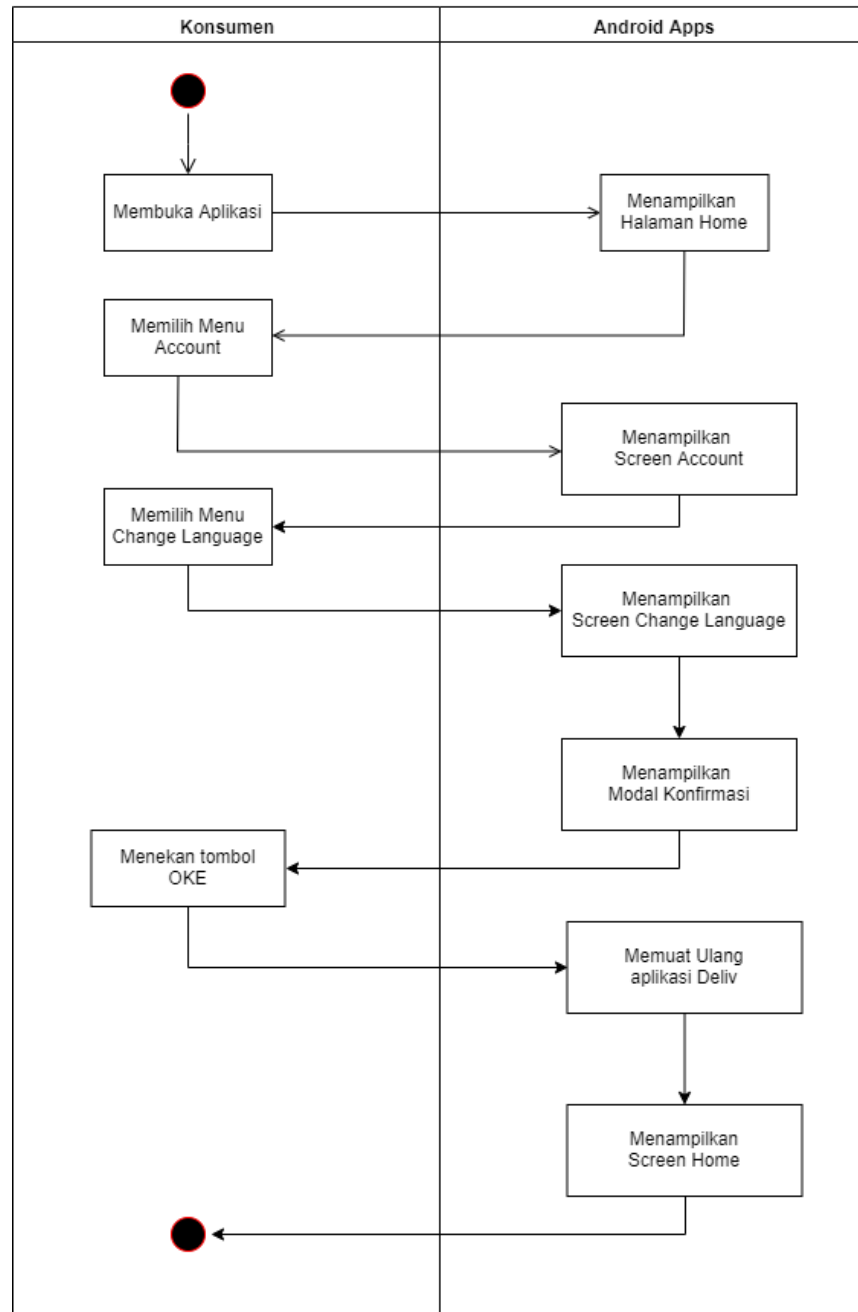 Konsumen
Android Apps
Membuka Aplikasi
Menampilkan
Halaman Home
Memilih Menu
Account
Menampilkan
Screen Account
Memilih Menu
Change Language
Menampilkan
Screen Change Language
Menampilkan
Modal Konfirmasi
Menekan tombol
OKE
Memuat Ulang
aplikasi Deliv
Menampilkan
Screen Home